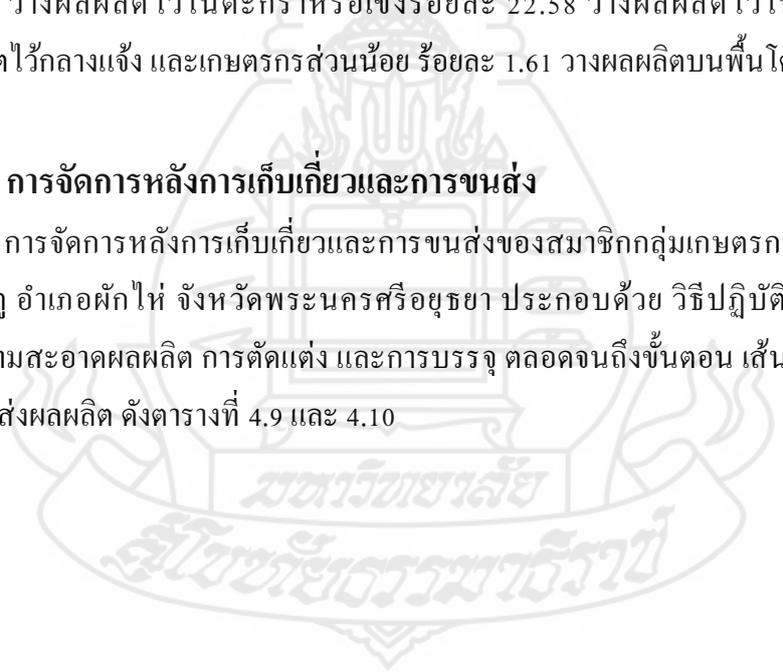 วางผลผลิตไว้ในตะกร้าหรือเข่งร้อยละ 22.58 วางผลผลิตไว้
ไว้กลางแจ้ง และเกษตรกรส่วนน้อย ร้อยละ 1.61 วางผลผลิตบนพื้น
การจัดการหลังการเก็บเกี่ยวและการขนส่ง
การจัดการหลังการเก็บเกี่ยวและการขนส่งของสมาชิกกลุ่มเกษตรก
อำเภอผักไห่ จังหวัดพระนครศรีอยุธยา ประกอบด้วย วิธีปฏิบัติ
ามสะอาดผลผลิต การตัดแต่ง และการบรรจุ ตลอดจนถึงขั้นตอน เส้น
ส่งผลผลิต ดังตารางที่ 4.9 และ 4.10
มหาวิทยาลัย
สุโขทัยธรรมาธิราช